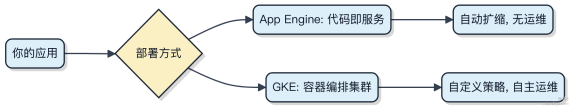 你的应用
部署方式
App Engine: 代码即服务
自动扩缩, 无运维
GKE: 容器编排集群
自定义策略, 自主运维